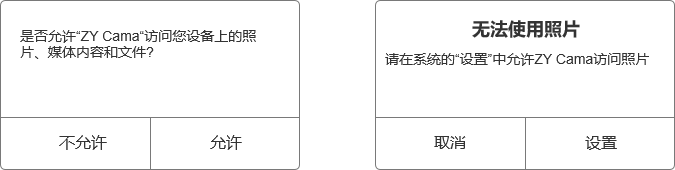 是否允许“ZY Cama“访问您设备上的照
片、媒体内容和文件?
不允许
允许
无法使用照片
请在系统的“设置”中允许ZY Cama访问照片
取消
设置